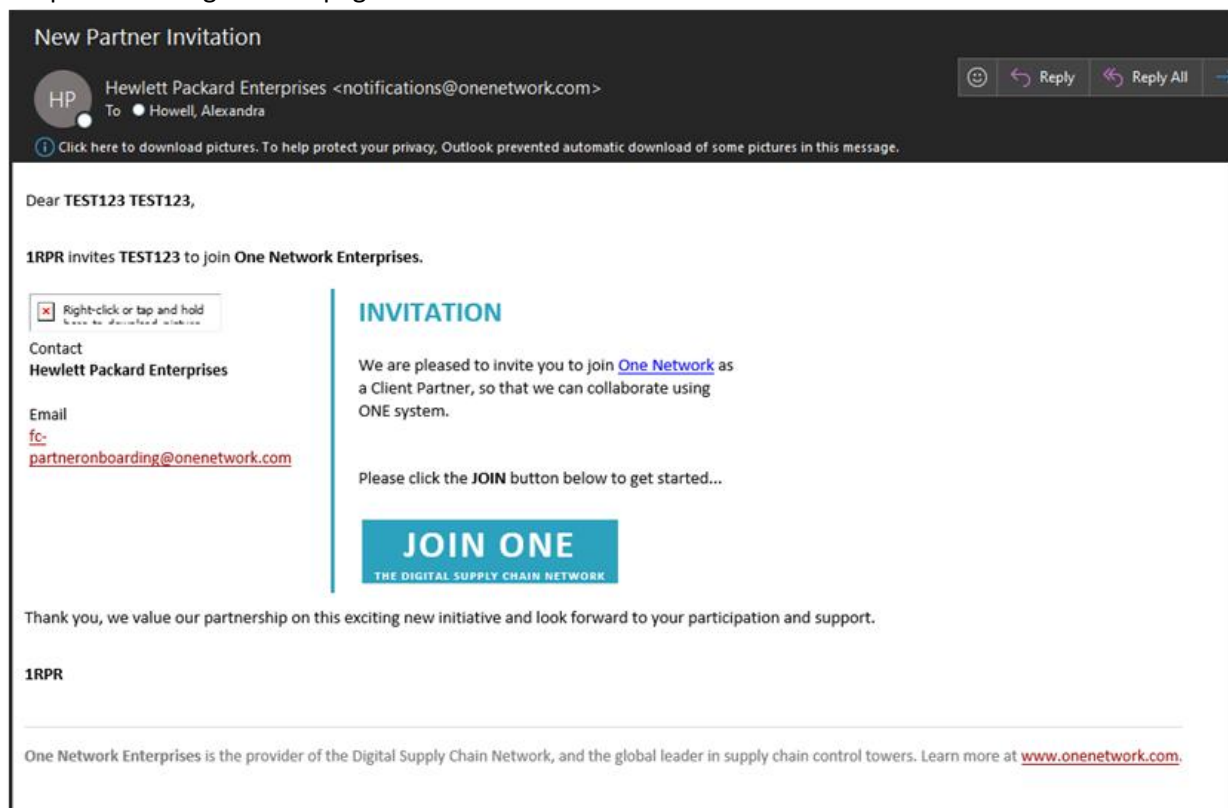 New Partner Invitation
HP
Hewlett Packard Enterprises <notifications@onenetwork.com>
To Howell, Alexandra
Reply
Reply All
Click here to download pictures. To help protect your privacy, Outlook prevented automatic download of some pictures in this message.
Dear TEST123 TEST123,
1RPR invites TEST123 to join One Network Enterprises.
Right-click or tap and hold
Contact
Hewlett Packard Enterprises
Email
fc-
partneronboarding@onenetwork.com
INVITATION
We are pleased to invite you to join One Network as
a Client Partner, so that we can collaborate using
ONE system.
Please click the JOIN button below to get started...
JOIN ONE
THE DIGITAL SUPPLY CHAIN NETWORK
Thank you, we value our partnership on this exciting new initiative and look forward to your participation and support.
1RPR
One Network Enterprises is the provider of the Digital Supply Chain Network, and the global leader in supply chain control towers. Learn more at www.onenetwork.com.